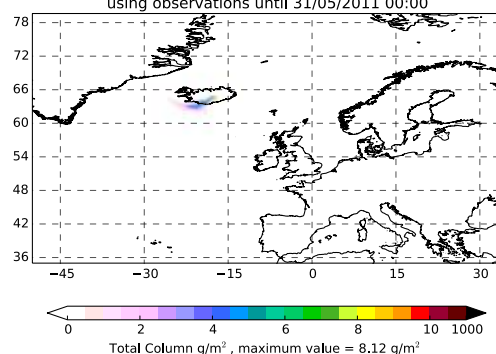 using observations until 31/05/2011 00:00
78
72
66
60
54
48
42
36
−45 −30 −15 0 15 30
0 2 4 6 8 10 1000
Total Column g/m² , maximum value = 8.12 g/m²